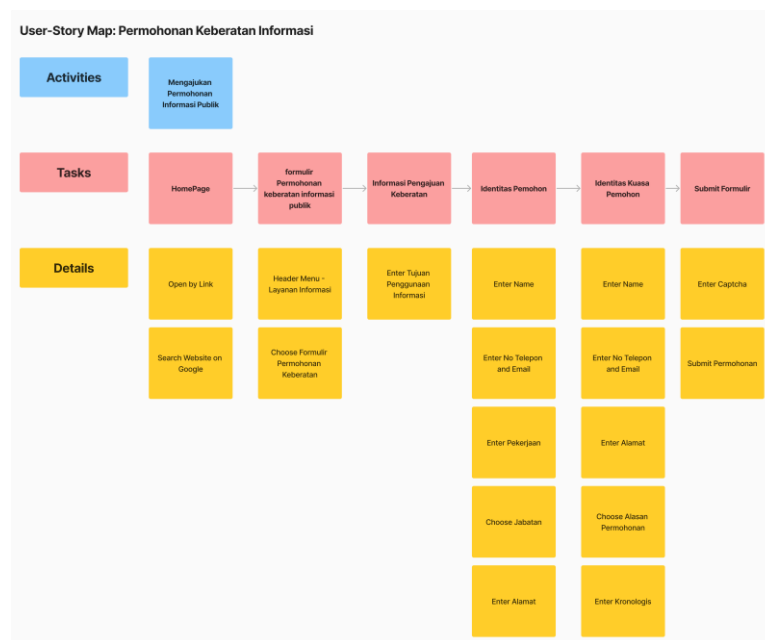 User-Story Map: Permohonan Keberatan Informasi
Activities
Mengajukan
Permohonan
Informasi Publik
Tasks
HomePage
formulir
Permohonan
keberatan informasi
publik
Informasi Pengajuan
Keberatan
Identitas Pemohon
Identitas Kuasa
Pemohon
Submit Formulir
Details
Open by Link
Header Menu -
Layanan Informasi
Enter Tujuan
Penggunaan
Informasi
Enter Name
Enter Name
Enter Captcha
Search Website on
Google
Choose Formulir
Permohonan
Keberatan
Enter No Telepon
and Email
Enter No Telepon
and Email
Submit Permohonan
Enter Pekerjaan
Enter Alamat
Choose Jabatan
Choose Alasan
Permohonan
Enter Alamat
Enter Kronologis